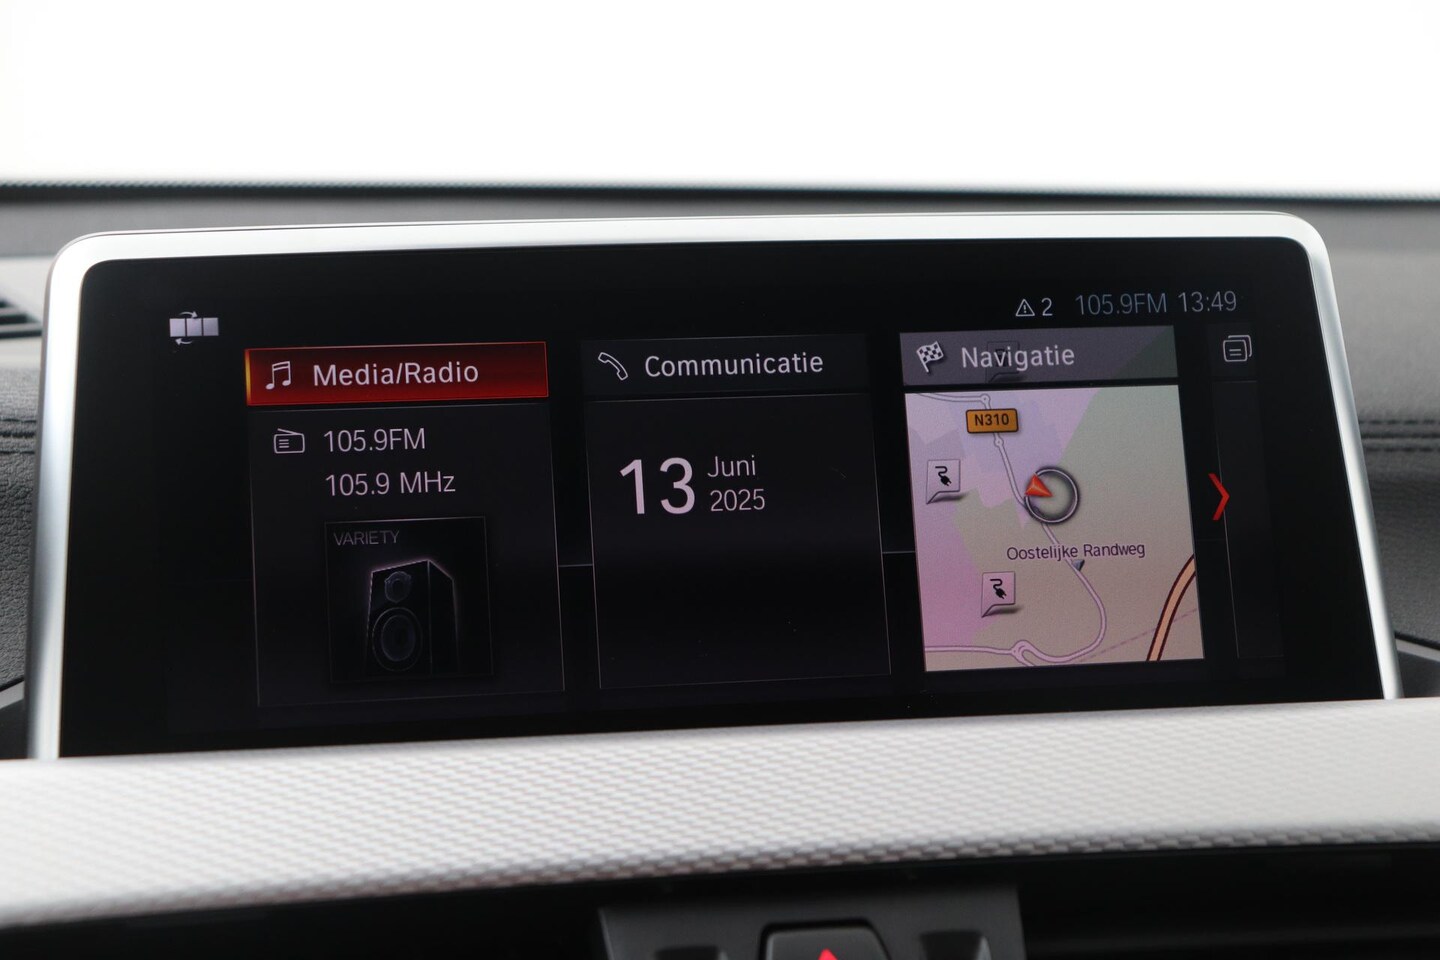 2 105.9FM 13:49
Media/Radio
105.9FM
105.9 MHz
VARIETY
Communicatie
13 Juni
2025
Navigatie
N310
Oostelijke Randweg